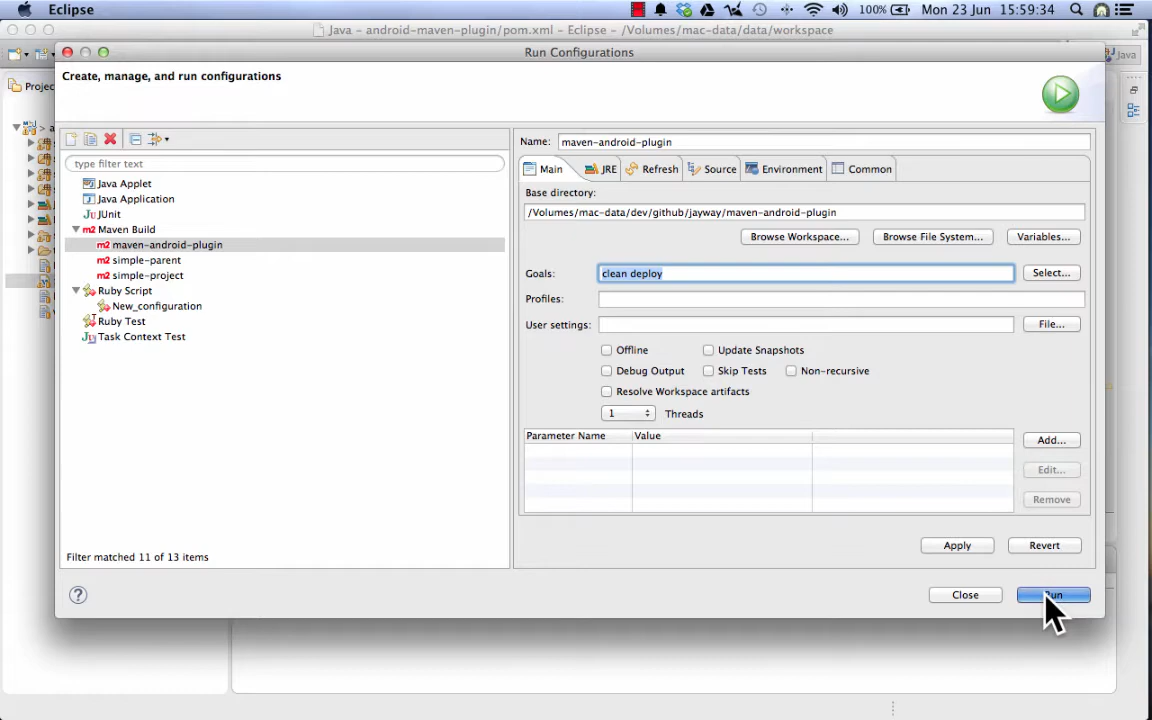 Eclipse
100%
Mon 23 Jun 15:59:34
Java – android-maven-plugin/pom.xml – Eclipse – /Volumes/mac-data/data/workspace
Run Configurations
Java
Create, manage, and run configurations
Name:
maven-android-plugin
type filter text
Main
JRE
Refresh
Source
Environment
Common
Java Applet
Java Application
JUnit
m2 Maven Build
m2 maven-android-plugin
m2 simple-parent
m2 simple-project
Ruby Script
New_configuration
Ruby Test
Task Context Test
Filter matched 11 of 13 items
Base directory:
/Volumes/mac-data/dev/github/jayway/maven-android-plugin
Browse Workspace...
Browse File System...
Variables...
Goals:
clean deploy
Select...
Profiles:
User settings:
File...
Offline
Update Snapshots
Debug Output
Skip Tests
Non-recursive
Resolve Workspace artifacts
1
Threads
Parameter Name
Value
Add...
Edit...
Remove
Apply
Revert
?
Close